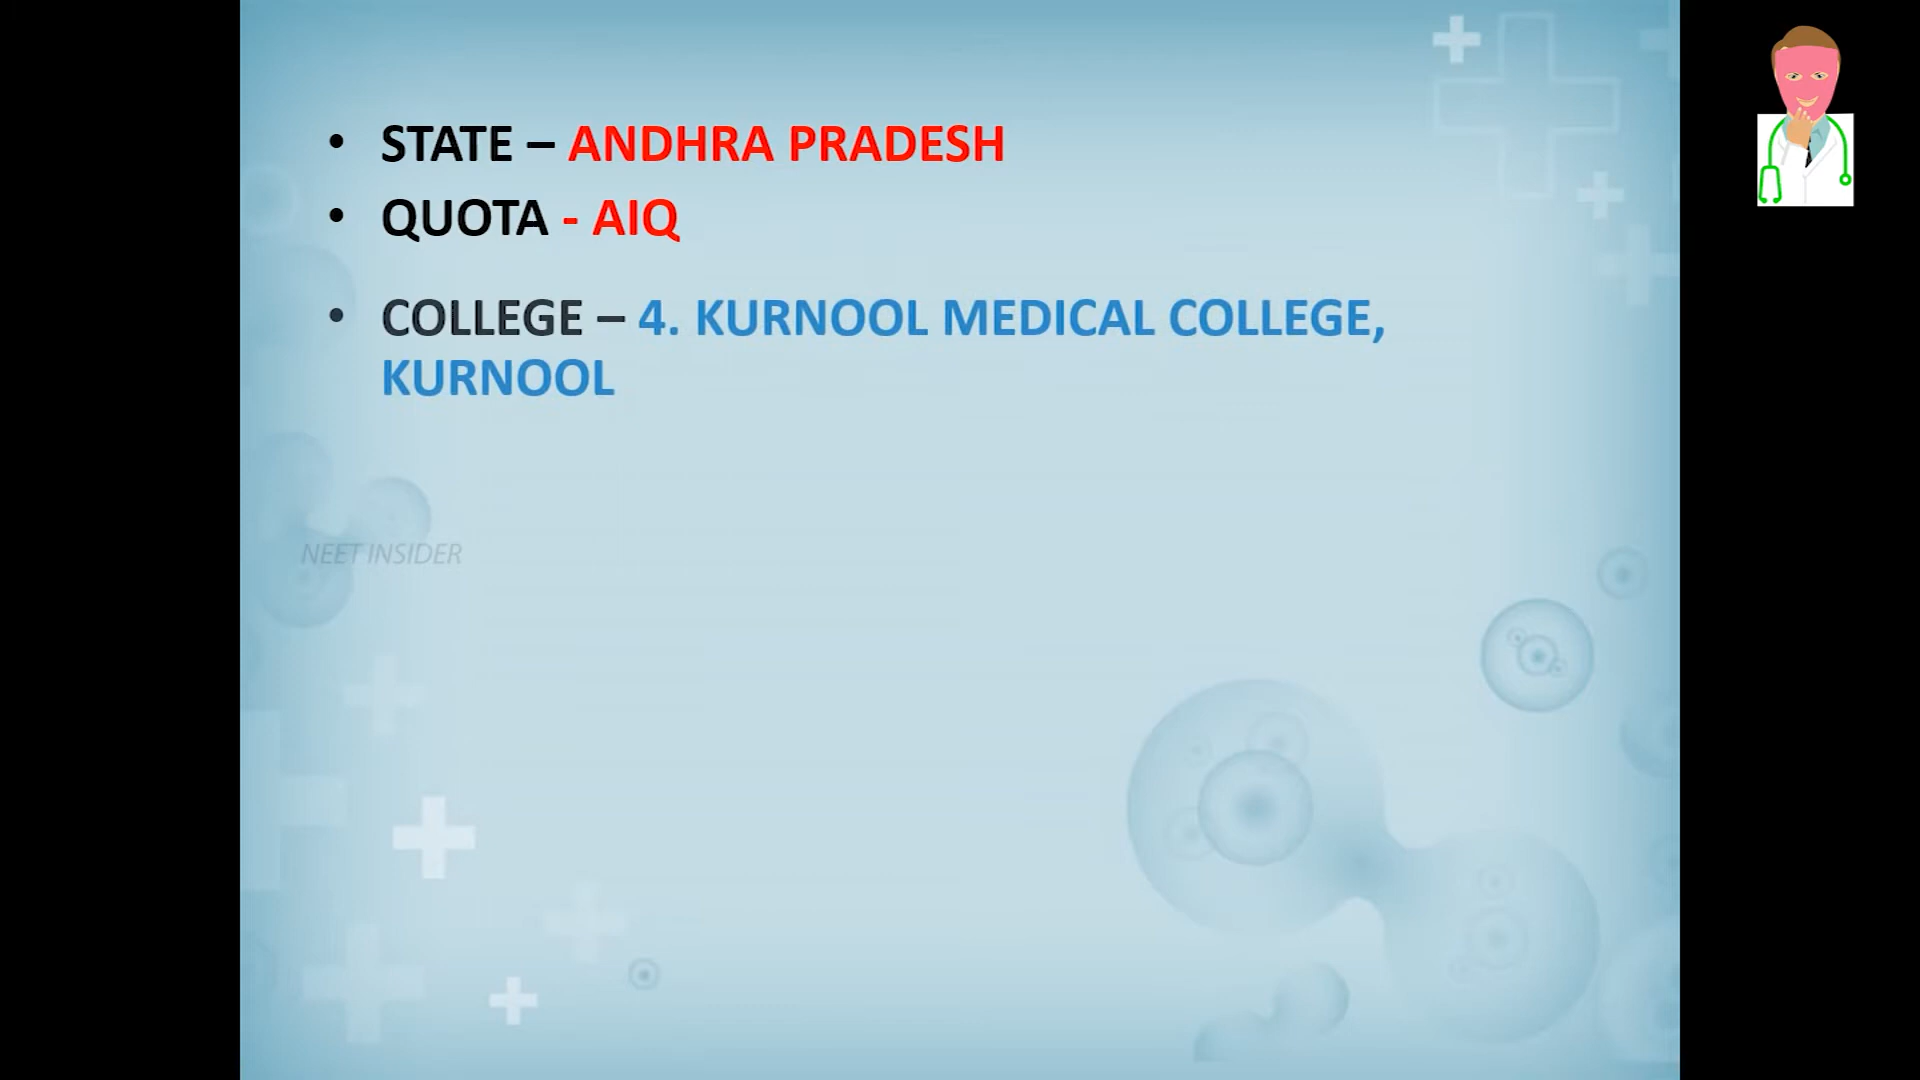 • STATE – ANDHRA PRADESH
• QUOTA - AIQ
• COLLEGE – 4. KURNOOL MEDICAL COLLEGE,
KURNOOL
NEET INSIDER